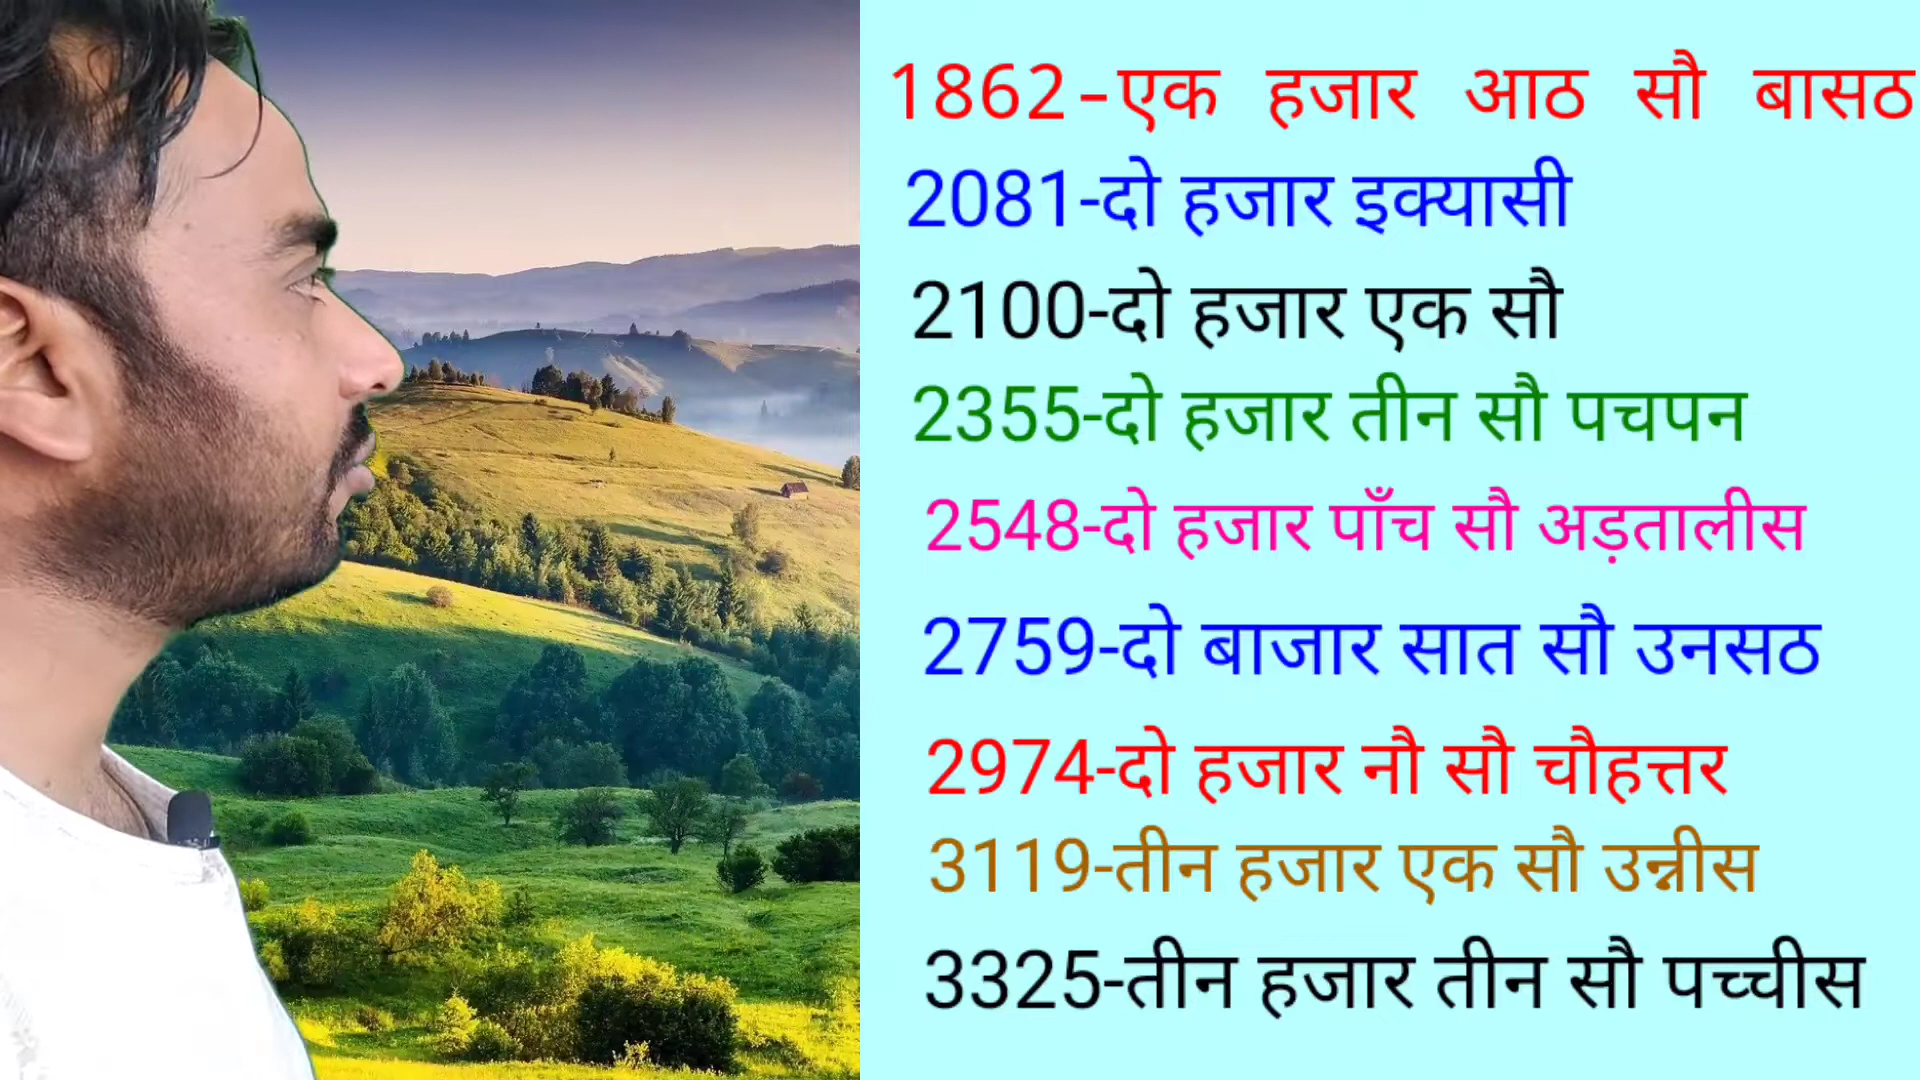 1862-एक हजार आठ सौ बासठ
2081-दो हजार इक्यासी
2100-दो हजार एक सौ
2355-दो हजार तीन सौ पचपन
2548-दो हजार पाँच सौ अड़तालीस
2759-दो बाजार सात सौ उनसठ
2974-दो हजार नौ सौ चौहत्तर
3119-तीन हजार एक सौ उन्नीस
3325-तीन हजार तीन सौ पच्चीस